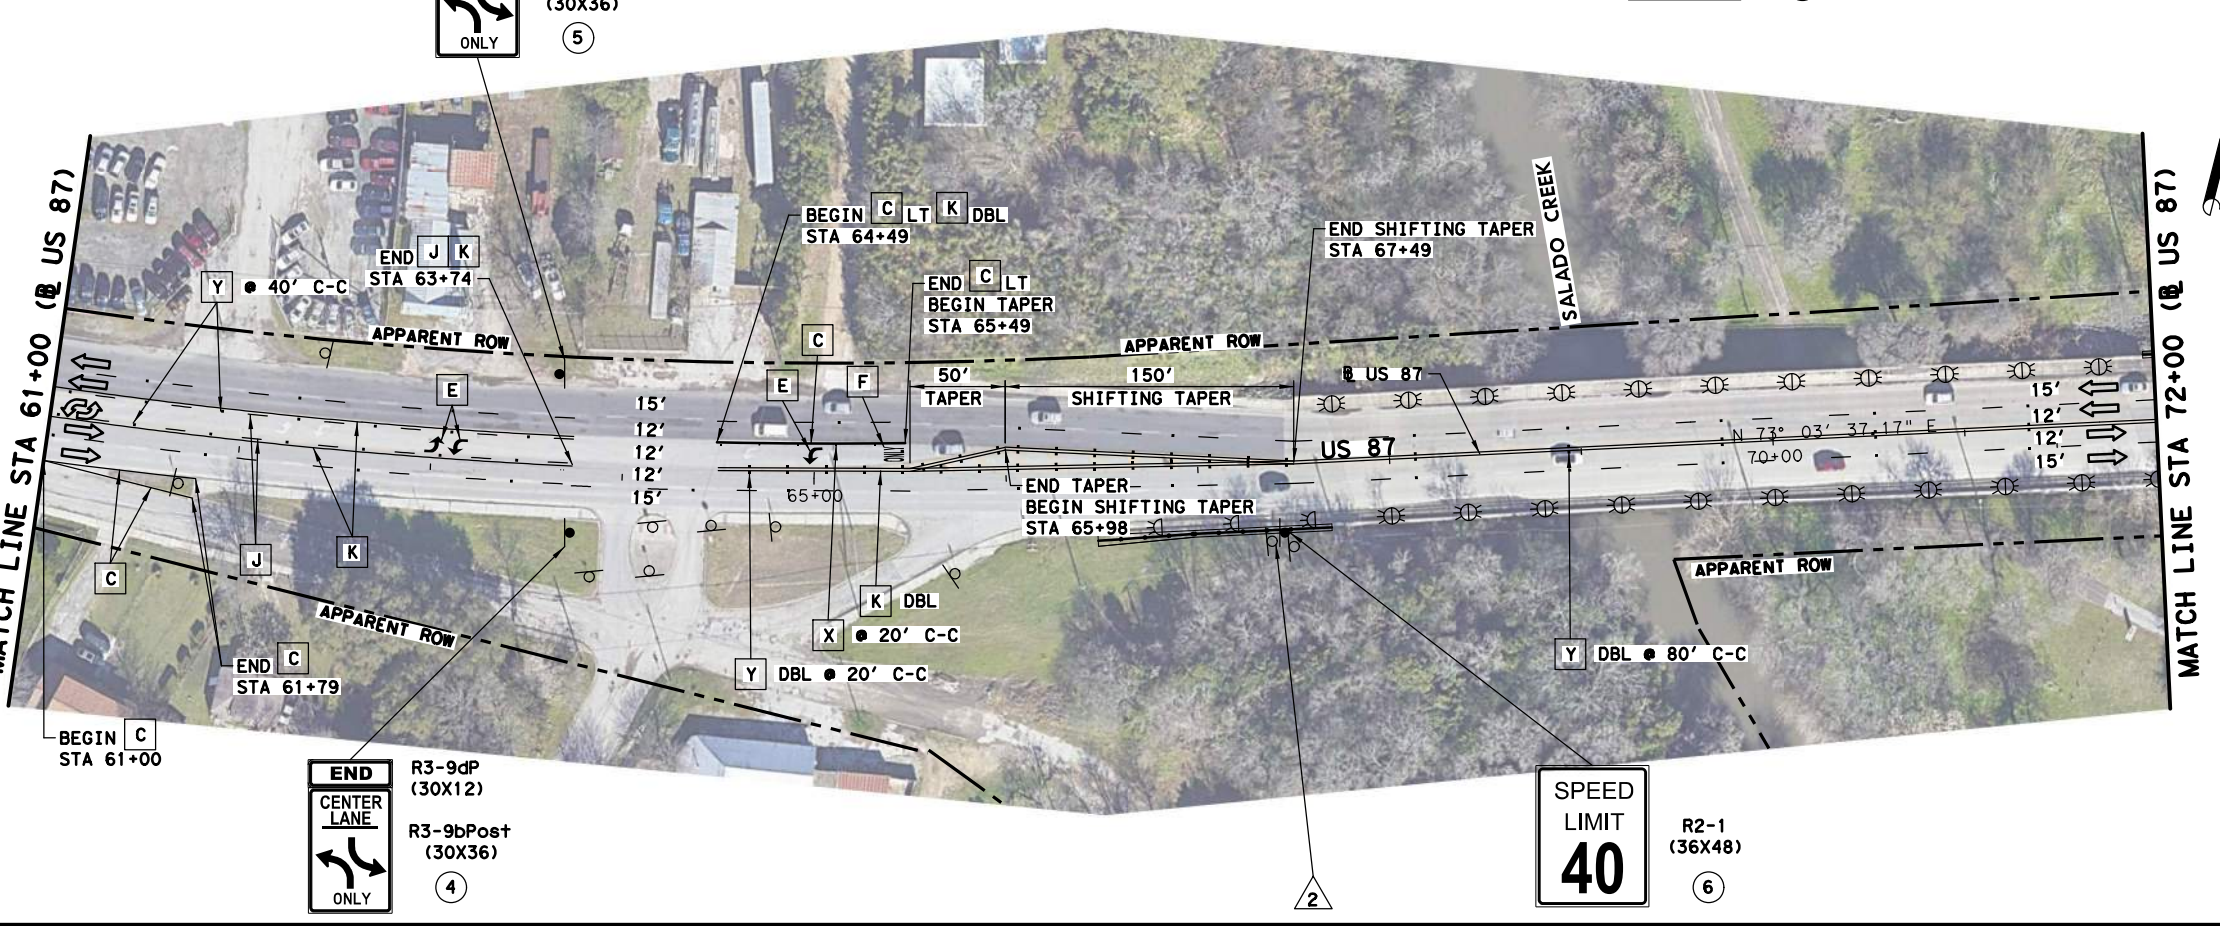 (30X36)
ONLY
5
MATCH LINE STA 61+00 (BL US 87)
MATCH LINE STA 72+00 (BL US 87)
Y @ 40' C-C
END J K
STA 63+74
APPARENT ROW
E
BEGIN C LT K DBL
STA 64+49
END C LT
BEGIN TAPER
STA 65+49
C
E
F
50'
TAPER
150'
SHIFTING TAPER
APPARENT ROW
END SHIFTING TAPER
STA 67+49
SALADO CREEK
BL US 87
US 87
N 73° 03' 37.17" E
70+00
15'
12'
12'
15'
15'
12'
12'
12'
15'
65+00
END TAPER
BEGIN SHIFTING TAPER
STA 65+98
C
J
K
APPARENT ROW
END C
STA 61+79
BEGIN C
STA 61+00
K DBL
X @ 20' C-C
Y DBL @ 20' C-C
Y DBL @ 80' C-C
APPARENT ROW
END
CENTER
LANE
ONLY
R3-9dP
(30X12)
R3-9bPost
(30X36)
4
2
SPEED
LIMIT
40
R2-1
(36X48)
6